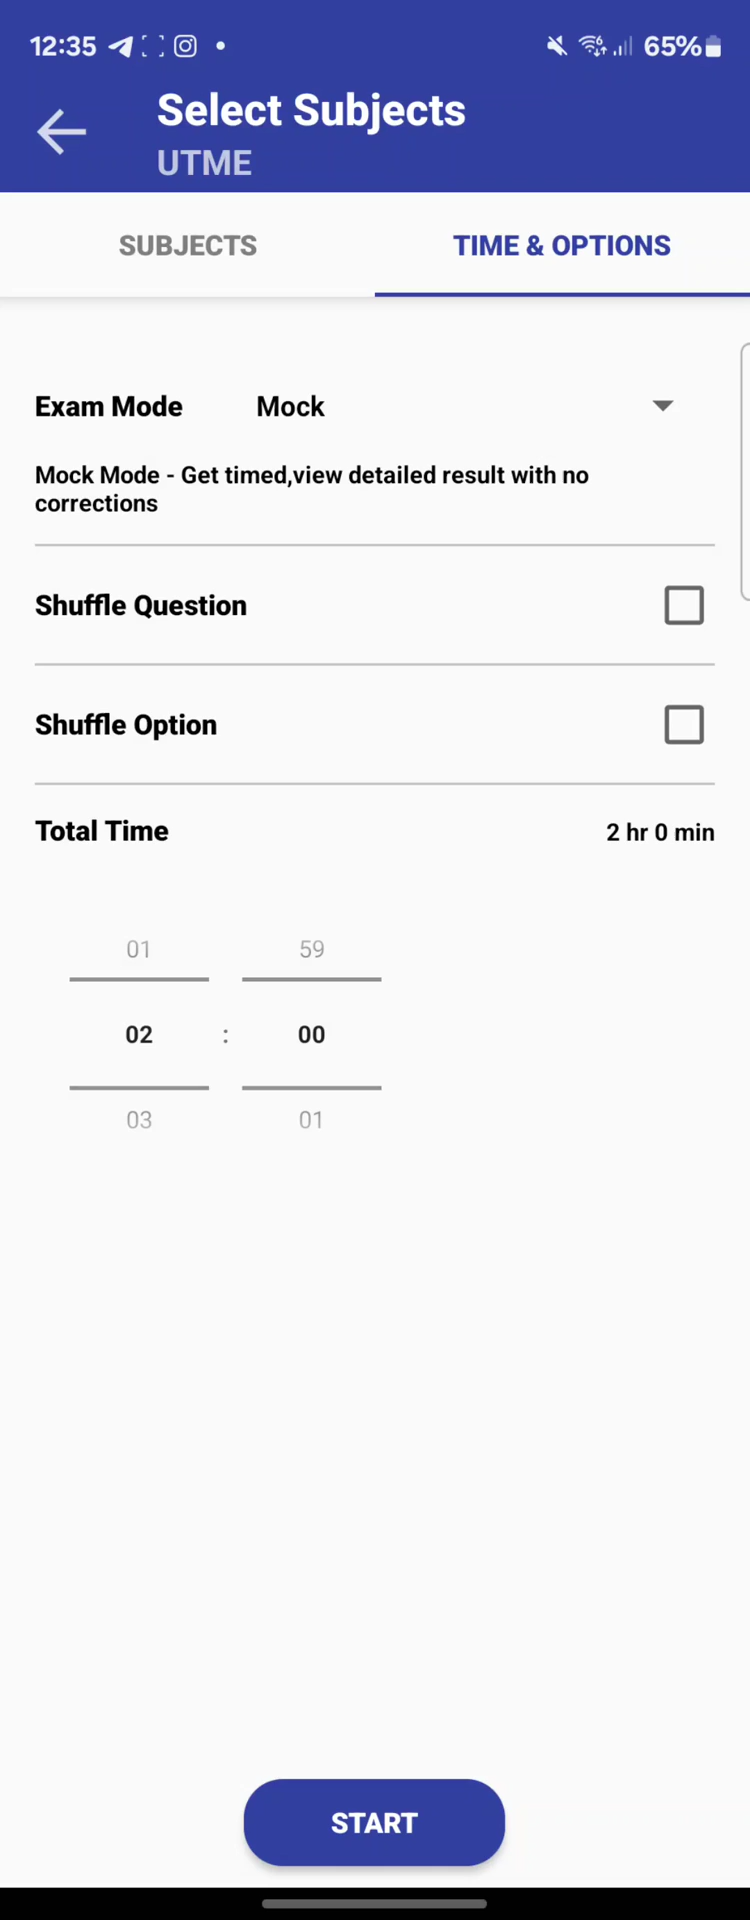 12:35 65%
Select Subjects
UTME
SUBJECTS TIME & OPTIONS
Exam Mode Mock
Mock Mode - Get timed,view detailed result with no
corrections
Shuffle Question
Shuffle Option
Total Time 2 hr 0 min
01 59
02 : 00
03 01
START